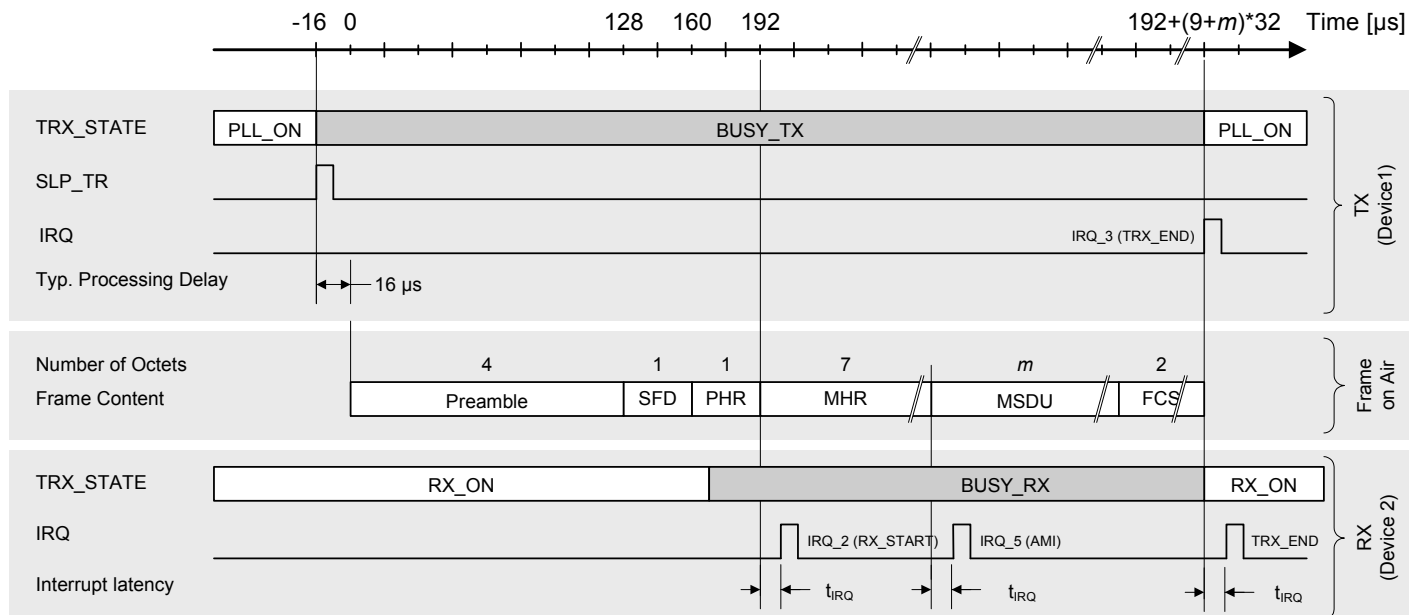 -16 0 128 160 192 192+(9+m)*32 Time [µs]
TRX_STATE PLL_ON BUSY_TX PLL_ON
SLP_TR
IRQ IRQ_3 (TRX_END)
Typ. Processing Delay 16 µs
TX
(Device1)
Number of Octets 4 1 1 7 m 2
Frame Content Preamble SFD PHR MHR MSDU FCS
Frame
on Air
TRX_STATE RX_ON BUSY_RX RX_ON
IRQ IRQ_2 (RX_START) IRQ_5 (AMI) TRX_END
Interrupt latency tIRQ tIRQ tIRQ
RX
(Device 2)